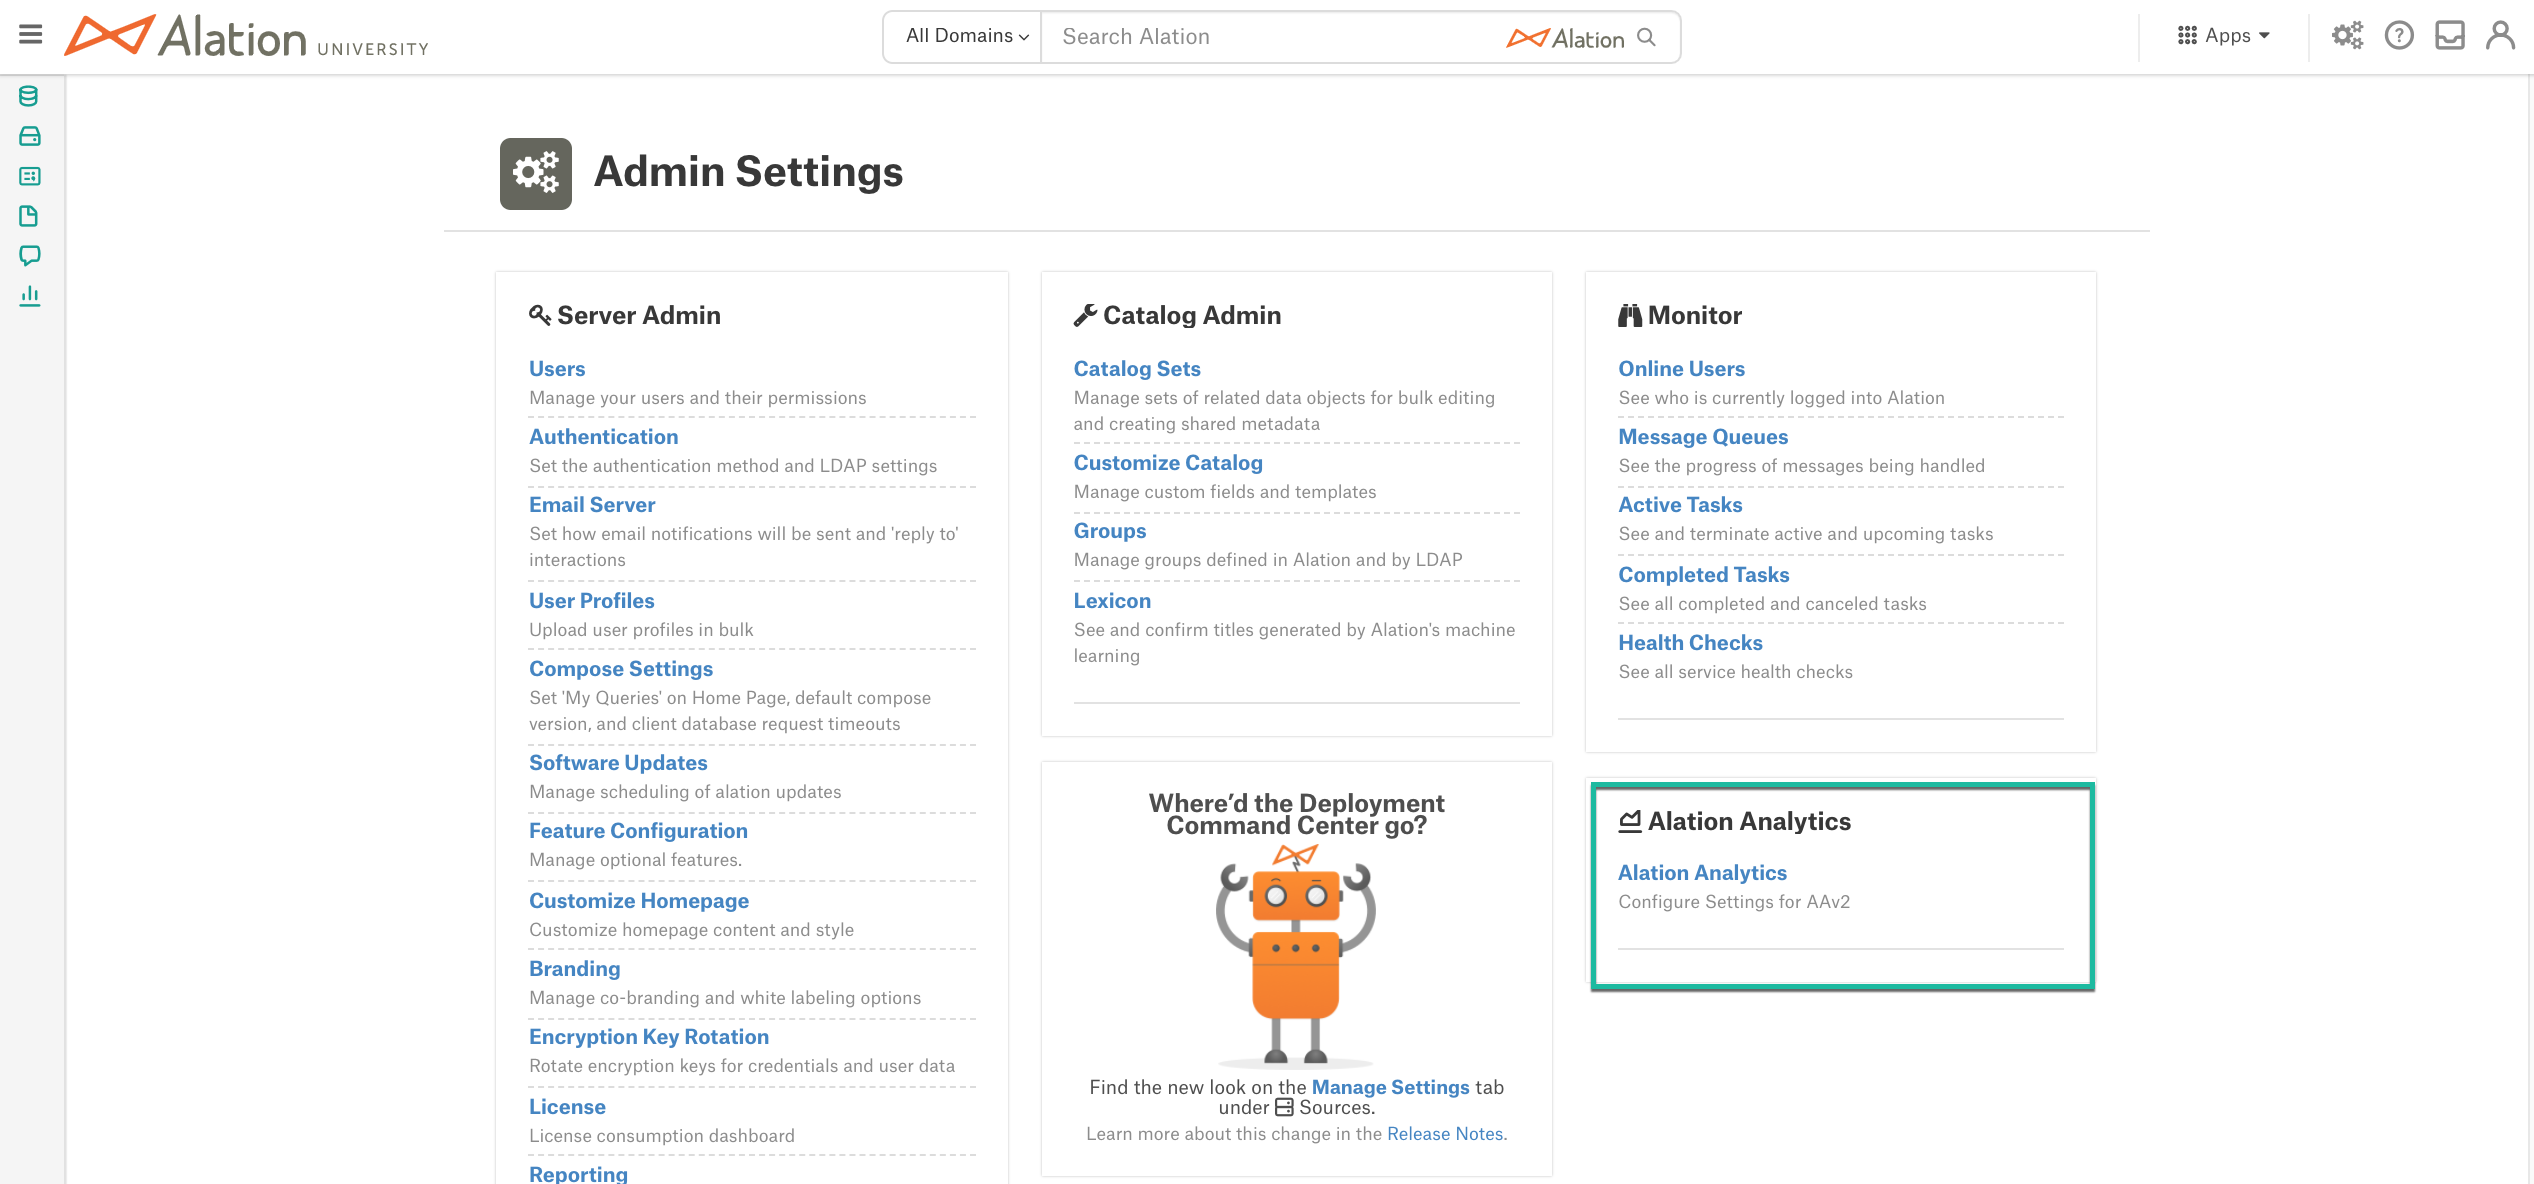 Alation UNIVERSITY
All Domains
Search Alation
Alation
Apps
Admin Settings
Server Admin
Users
Manage your users and their permissions
Authentication
Set the authentication method and LDAP settings
Email Server
Set how email notifications will be sent and 'reply to'
interactions
User Profiles
Upload user profiles in bulk
Compose Settings
Set 'My Queries' on Home Page, default compose
version, and client database request timeouts
Software Updates
Manage scheduling of alation updates
Feature Configuration
Manage optional features.
Customize Homepage
Customize homepage content and style
Branding
Manage co-branding and white labeling options
Encryption Key Rotation
Rotate encryption keys for credentials and user data
License
License consumption dashboard
Reporting
Catalog Admin
Catalog Sets
Manage sets of related data objects for bulk editing
and creating shared metadata
Customize Catalog
Manage custom fields and templates
Groups
Manage groups defined in Alation and by LDAP
Lexicon
See and confirm titles generated by Alation's machine
learning
Where’d the Deployment
Command Center go?
Find the new look on the Manage Settings tab
under Sources.
Learn more about this change in the Release Notes.
Monitor
Online Users
See who is currently logged into Alation
Message Queues
See the progress of messages being handled
Active Tasks
See and terminate active and upcoming tasks
Completed Tasks
See all completed and canceled tasks
Health Checks
See all service health checks
Alation Analytics
Alation Analytics
Configure Settings for AAv2